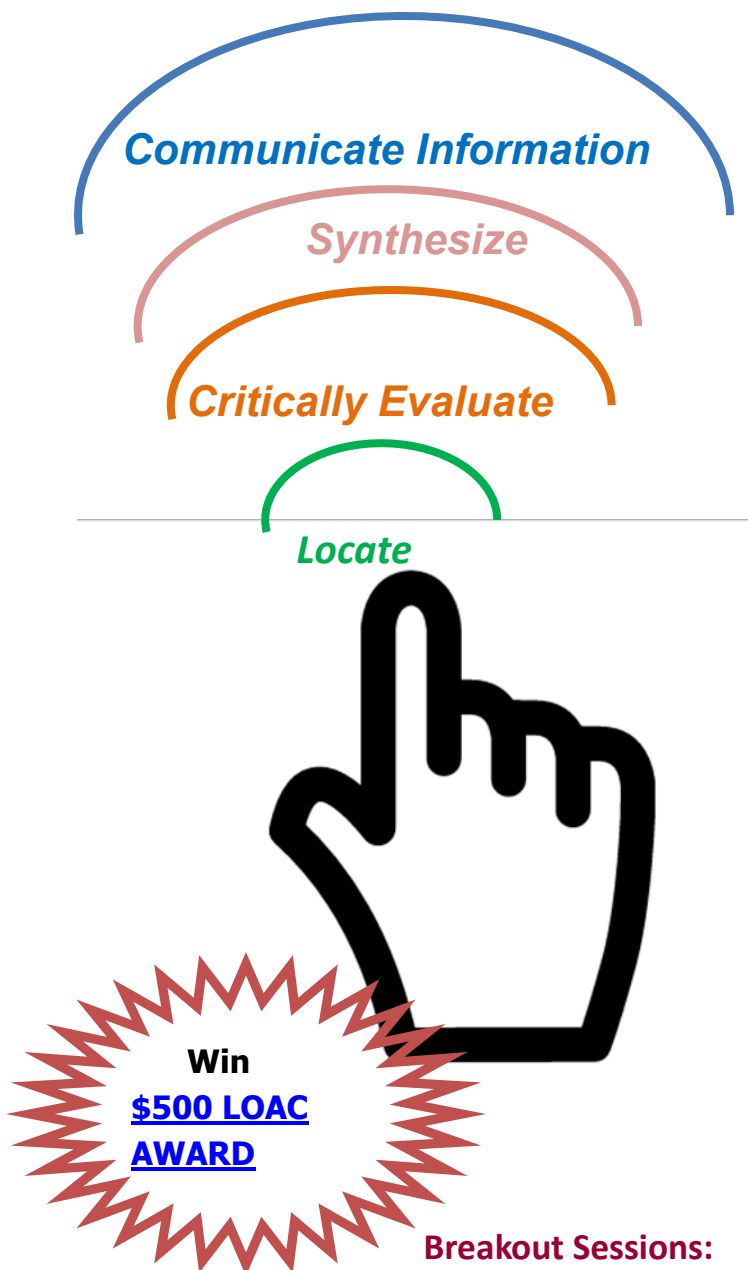 Communicate Information
Synthesize
Critically Evaluate
Locate
Win
$500 LOAC
AWARD
Breakout Sessions: